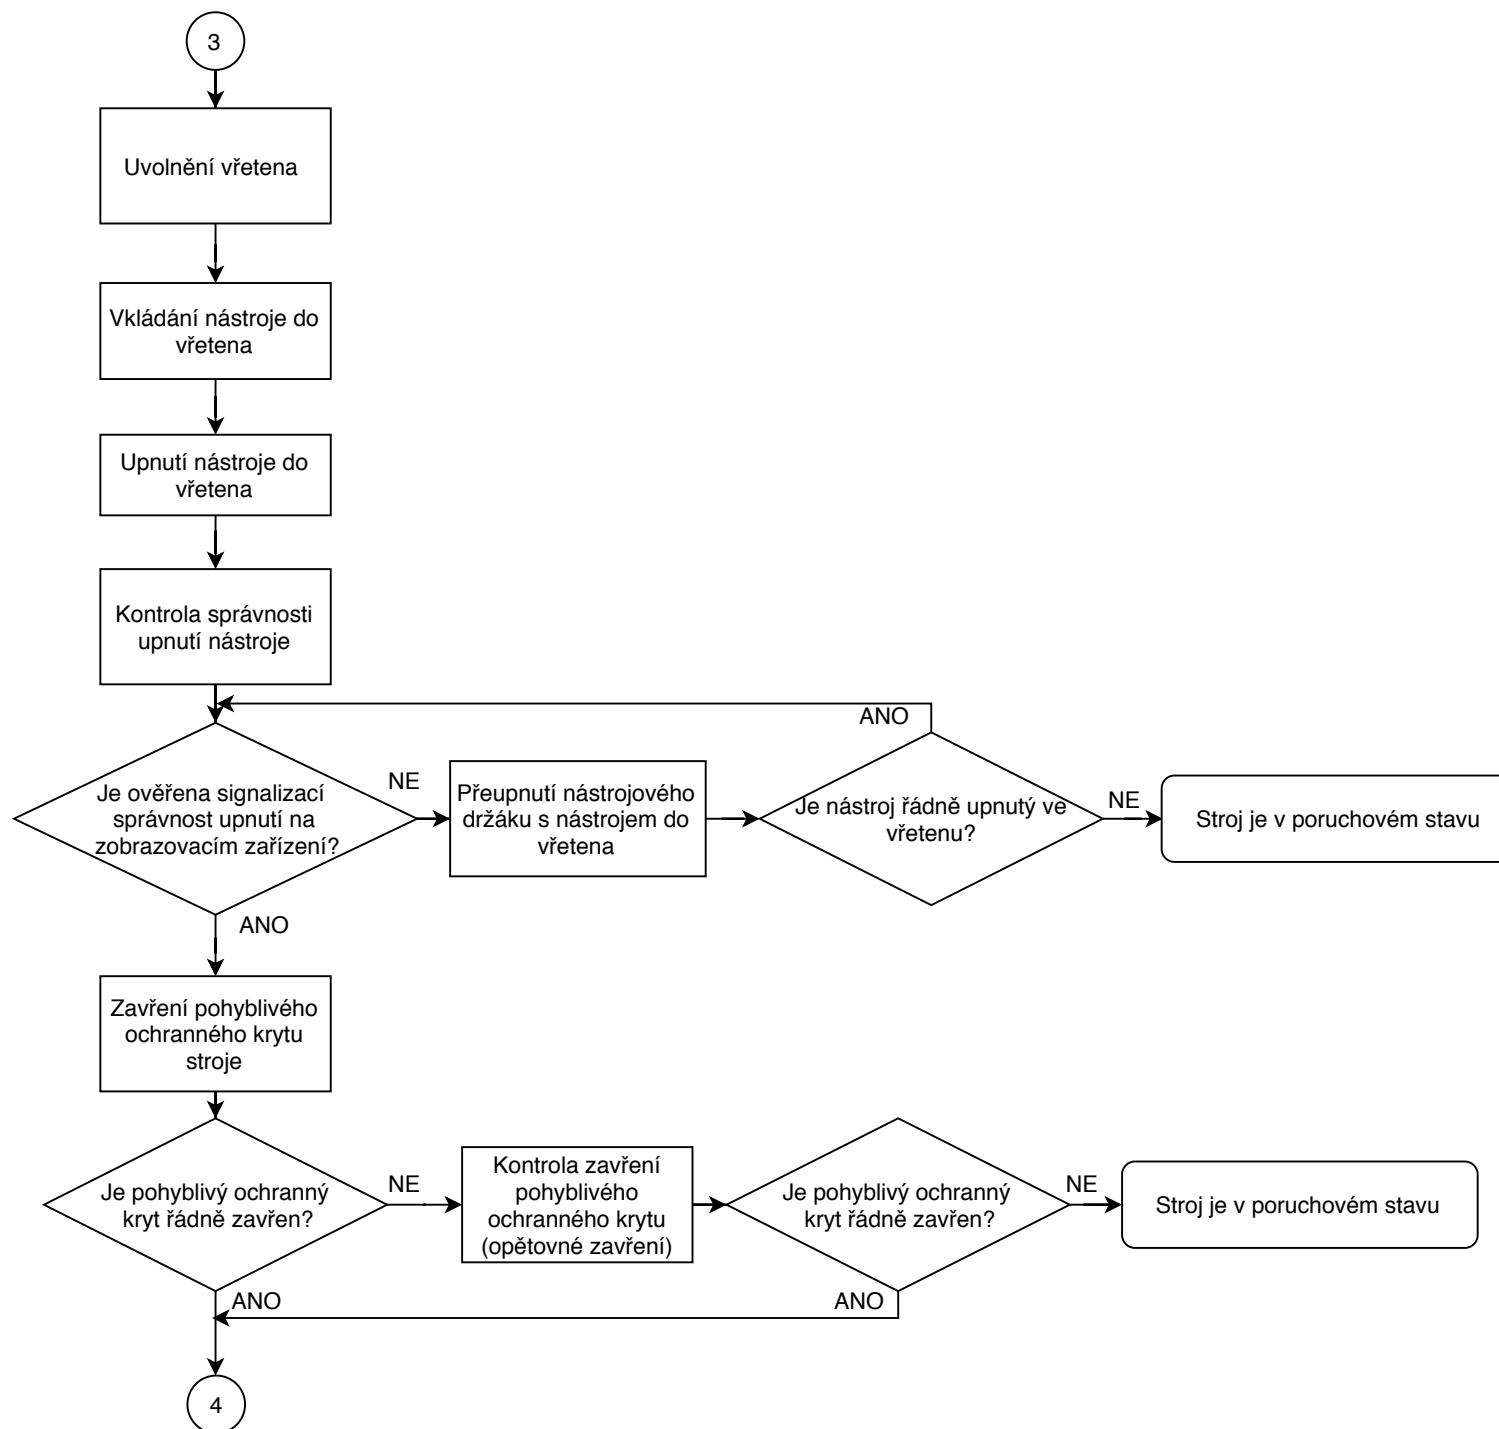 3
Uvolnění vřetena
Vkládání nástroje do
vřetena
Upnutí nástroje do
vřetena
Kontrola správnosti
upnutí nástroje
ANO
Je ověřena signalizací
správnost upnutí na
zobrazovacím zařízení?
NE
Přeupnutí nástrojového
držáku s nástrojem do
vřetena
Je nástroj řádně upnutý ve
vřetenu?
NE
Stroj je v poruchovém stavu
ANO
Zavření pohyblivého
ochranného krytu
stroje
Je pohyblivý ochranný
kryt řádně zavřen?
NE
Kontrola zavření
pohyblivého
ochranného krytu
(opětovné zavření)
Je pohyblivý ochranný
kryt řádně zavřen?
NE
Stroj je v poruchovém stavu
ANO
ANO
4